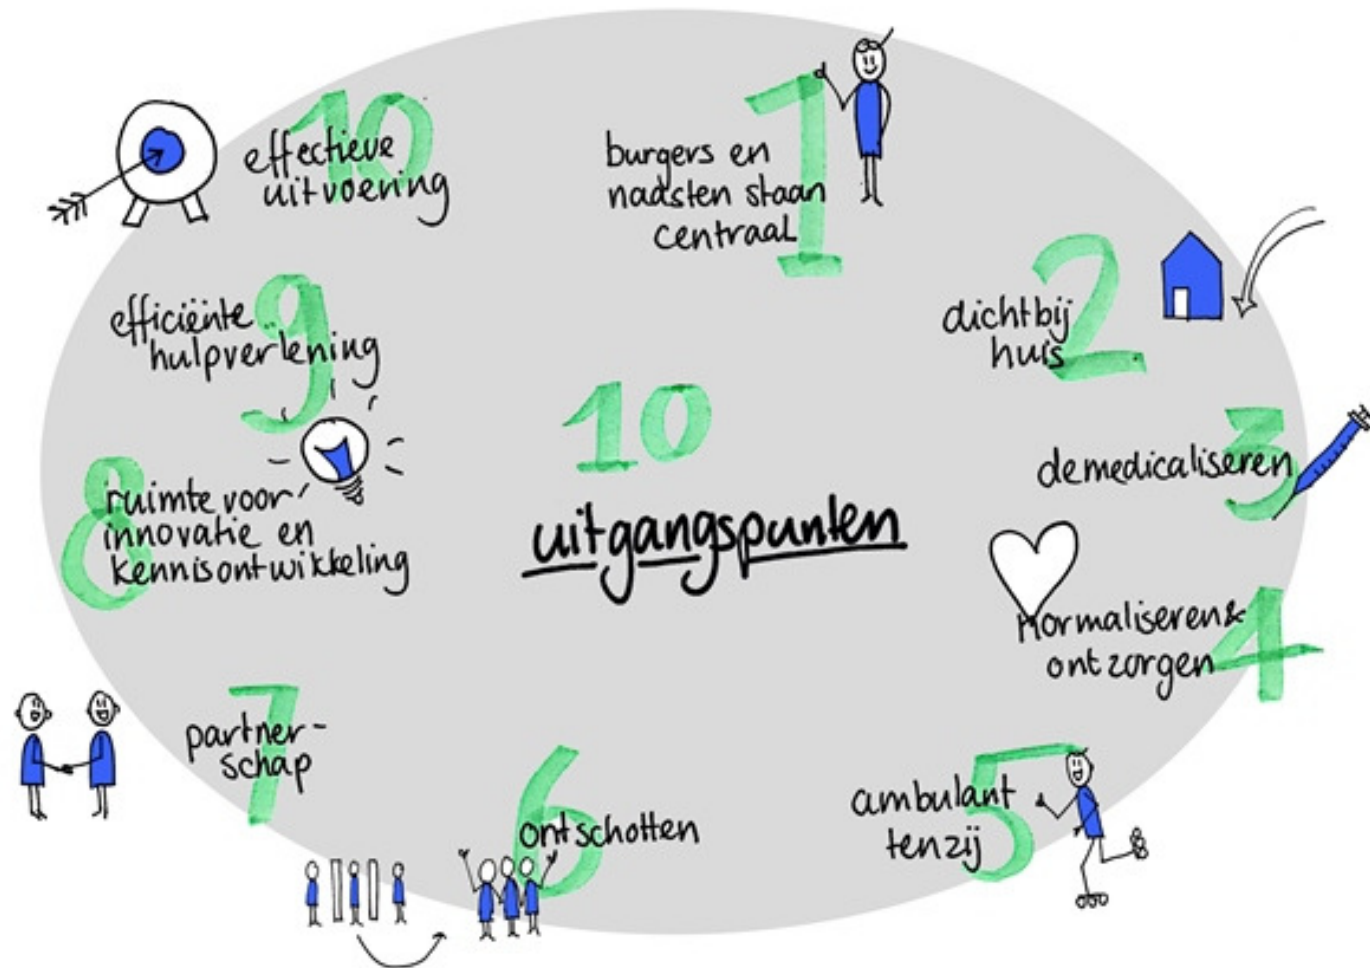 10
uitgangspunten
1
burgers en
naasten staan
centraal
2
dichtbij
huis
3
demedicaliseren
4
normaliseren &
ontzorgen
5
ambulant
tenzij
6
ontschotten
7
partner-
schap
8
ruimte voor
innovatie en
kennisontwikkeling
9
efficiënte
hulpverlening
10
effectieve
uitvoering